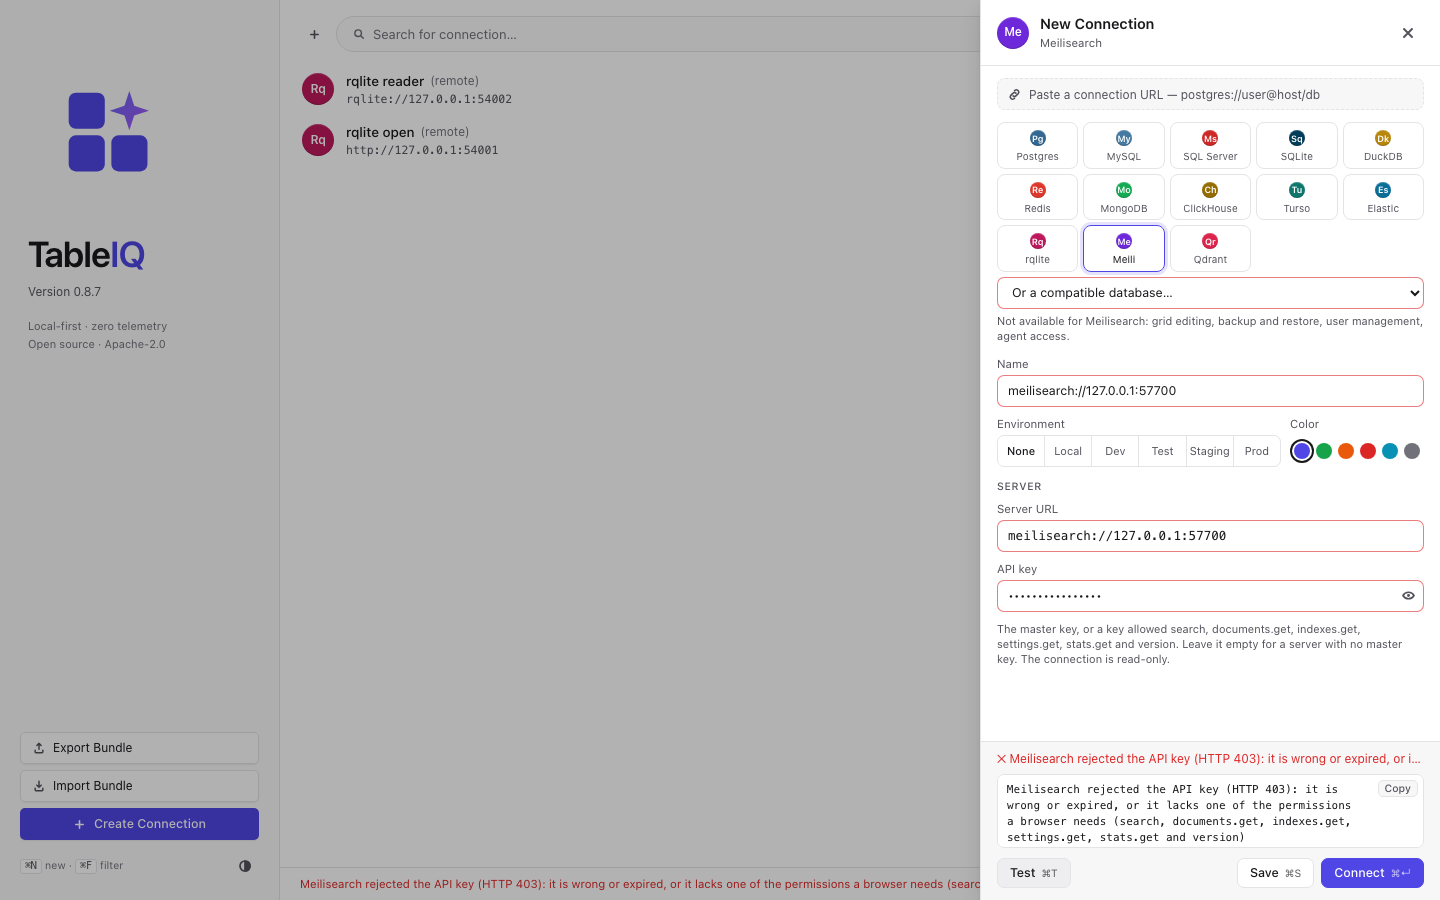 TableIQ
Version 0.8.7
Local-first · zero telemetry
Open source · Apache-2.0
Export Bundle
Import Bundle
+ Create Connection
⌘N new · ⌘F filter
+
Search for connection...
Rq
rqlite reader (remote)
rqlite://127.0.0.1:54002
Rq
rqlite open (remote)
http://127.0.0.1:54001
Meilisearch rejected the API key (HTTP 403): it is wrong or expired, or it lacks one of the permissions a browser needs (searc
Me
New Connection
Meilisearch
Paste a connection URL — postgres://user@host/db
Pg My Ms Sq Dk
Postgres MySQL SQL Server SQLite DuckDB
Re Mo Ch Tu Es
Redis MongoDB ClickHouse Turso Elastic
Rq Me Qr
rqlite Meili Qdrant
Or a compatible database...
Not available for Meilisearch: grid editing, backup and restore, user management,
agent access.
Name
meilisearch://127.0.0.1:57700
Environment Color
None Local Dev Test Staging Prod
SERVER
Server URL
meilisearch://127.0.0.1:57700
API key
••••••••••••••••
The master key, or a key allowed search, documents.get, indexes.get,
settings.get, stats.get and version. Leave it empty for a server with no master
key. The connection is read-only.
Meilisearch rejected the API key (HTTP 403): it is wrong or expired, or i...
Meilisearch rejected the API key (HTTP 403): it is
wrong or expired, or it lacks one of the permissions
a browser needs (search, documents.get, indexes.get,
settings.get, stats.get and version)
Copy
Test ⌘T
Save ⌘S
Connect ⌘↵